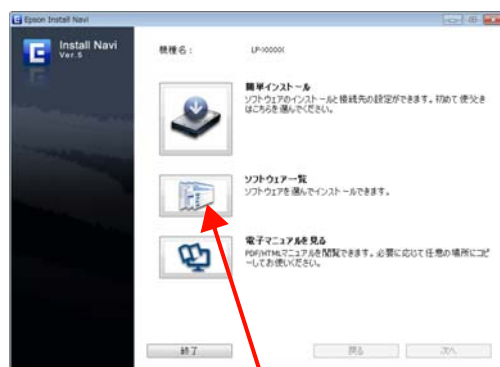 Epson Install Navi
Install Navi
Ver.5
機種名：
LP-XXXXX
簡単インストール
ソフトウェアのインストールと接続先の設定ができます。初めて使うとき
はこちらを選んでください。
ソフトウェア一覧
ソフトウェアを選んでインストールできます。
電子マニュアルを見る
PDF/HTMLマニュアルを閲覧できます。必要に応じて任意の場所にコピ
ーしてお使いください。
終了
戻る
次へ